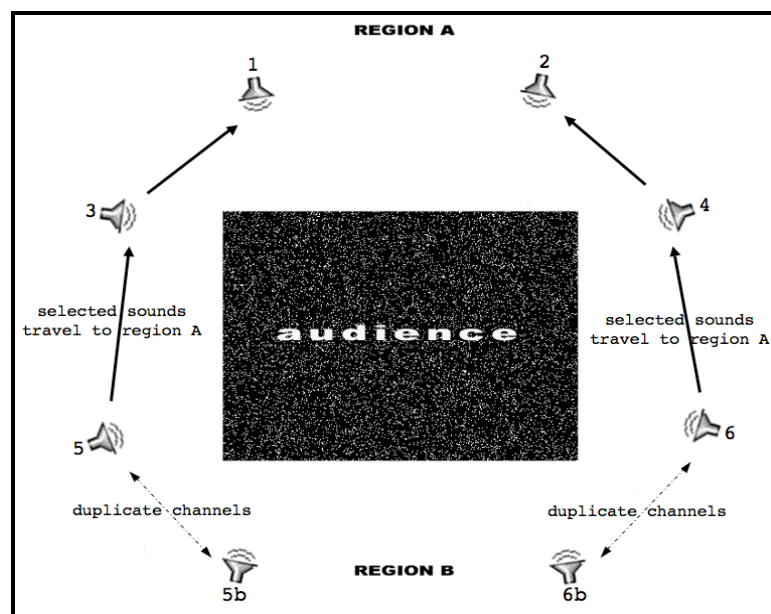 REGION A
1
2
3
4
selected sounds
travel to region A
selected sounds
travel to region A
audience
5
6
duplicate channels
duplicate channels
REGION B
5b
6b